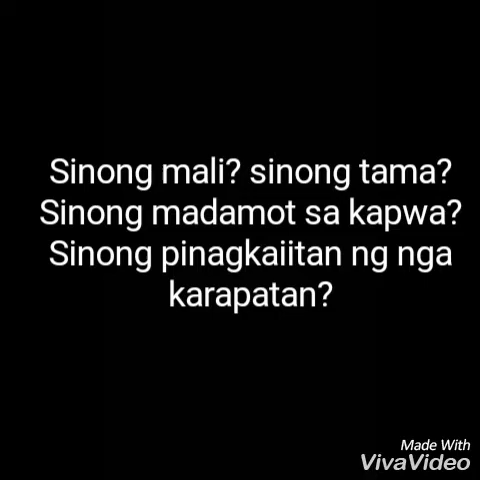 Sinong mali? sinong tama?
Sinong madamot sa kapwa?
Sinong pinagkaiitan ng nga
karapatan?
Made With
VivaVideo